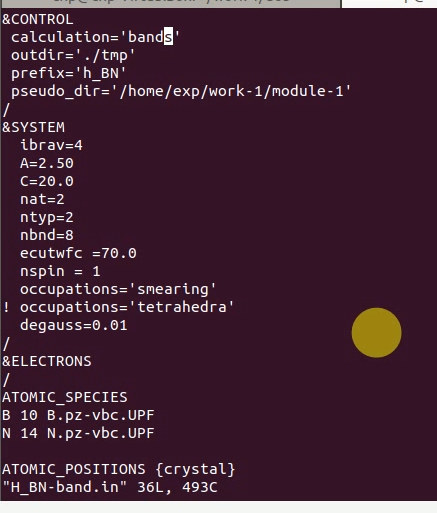 &CONTROL
calculation='bands'
outdir='./tmp'
prefix='h_BN'
pseudo_dir='/home/exp/work-1/module-1'
/
&SYSTEM
ibrav=4
A=2.50
C=20.0
nat=2
ntyp=2
nbnd=8
ecutwfc =70.0
nspin = 1
occupations='smearing'
! occupations='tetrahedra'
degauss=0.01
/
&ELECTRONS
/
ATOMIC_SPECIES
B 10 B.pz-vbc.UPF
N 14 N.pz-vbc.UPF
ATOMIC_POSITIONS {crystal}
"H_BN-band.in" 36L, 493C